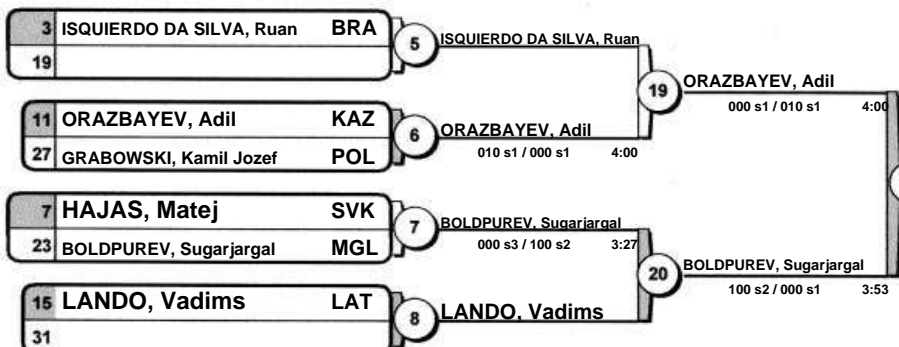 3 ISQUIERDO DA SILVA, Ruan BRA
19
5
ISQUIERDO DA SILVA, Ruan
11 ORAZBAYEV, Adil KAZ
27 GRABOWSKI, Kamil Jozef POL
6
ORAZBAYEV, Adil
010 s1 / 000 s1 4:00
19
ORAZBAYEV, Adil
000 s1 / 010 s1 4:00
7 HAJAS, Matej SVK
23 BOLDPUREV, Sugarjargal MGL
7
BOLDPUREV, Sugarjargal
000 s3 / 100 s2 3:27
15 LANDO, Vadims LAT
31
8
LANDO, Vadims
20
BOLDPUREV, Sugarjargal
100 s2 / 000 s1 3:53